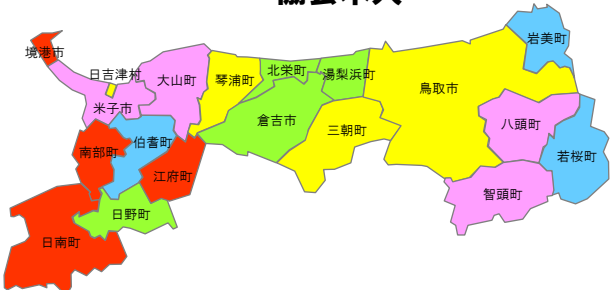 境港市
日吉津村
米子市
大山町
琴浦町
北栄町
湯梨浜町
鳥取市
岩美町
倉吉市
三朝町
八頭町
若桜町
智頭町
南部町
伯耆町
江府町
日野町
日南町